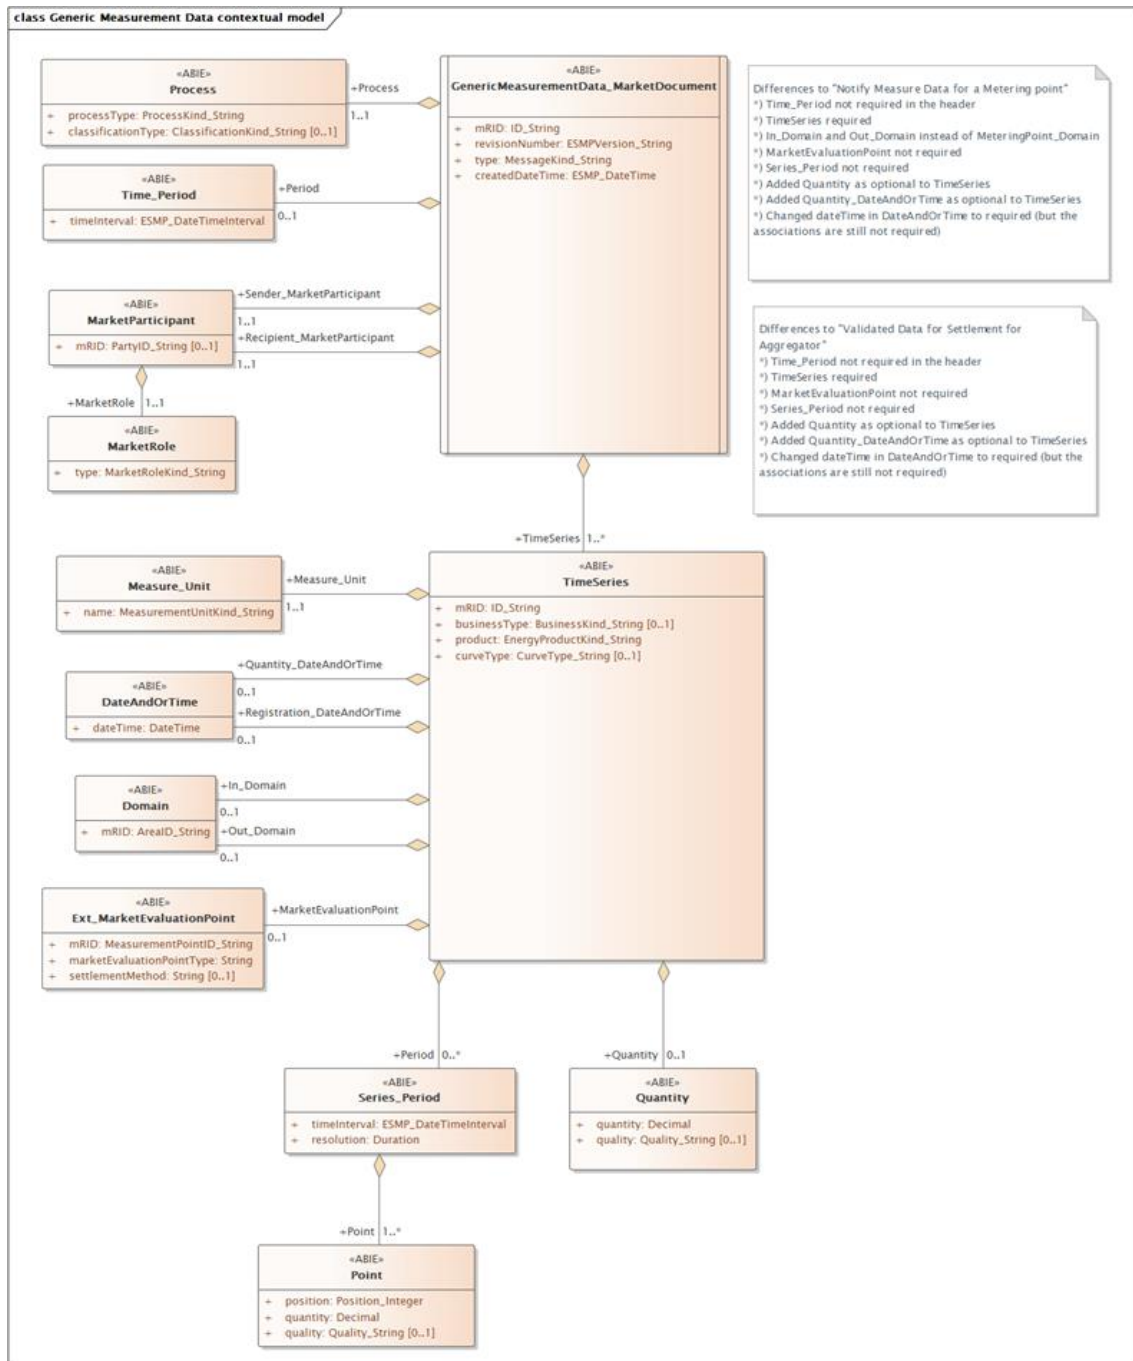 class Generic Measurement Data contextual model
«ABIE»
Process
+ processType: ProcessKind_String
+ classificationType: ClassificationKind_String [0..1]
+Process
1..1
«ABIE»
GenericMeasurementData_MarketDocument
+ mRID: ID_String
+ revisionNumber: ESMPVersion_String
+ type: MessageKind_String
+ createdDateTime: ESMP_DateTime
Differences to "Notify Measure Data for a Metering point"
*) Time_Period not required in the header
*) TimeSeries required
*) In_Domain and Out_Domain instead of MeteringPoint_Domain
*) MarketEvaluationPoint not required
*) Series_Period not required
*) Added Quantity as optional to TimeSeries
*) Added Quantity_DateAndOrTime as optional to TimeSeries
*) Changed dateTime in DateAndOrTime to required (but the
associations are still not required)
«ABIE»
Time_Period
+ timeInterval: ESMP_DateTimeInterval
+Period
0..1
«ABIE»
MarketParticipant
+ mRID: PartyID_String [0..1]
+Sender_MarketParticipant
1..1
+Recipient_MarketParticipant
1..1
+MarketRole 1..1
«ABIE»
MarketRole
+ type: MarketRoleKind_String
Differences to "Validated Data for Settlement for
Aggregator"
*) Time_Period not required in the header
*) TimeSeries required
*) MarketEvaluationPoint not required
*) Series_Period not required
*) Added Quantity as optional to TimeSeries
*) Added Quantity_DateAndOrTime as optional to TimeSeries
*) Changed dateTime in DateAndOrTime to required (but the
associations are still not required)
+TimeSeries 1..*
«ABIE»
TimeSeries
+ mRID: ID_String
+ businessType: BusinessKind_String [0..1]
+ product: EnergyProductKind_String
+ curveType: CurveType_String [0..1]
«ABIE»
Measure_Unit
+ name: MeasurementUnitKind_String
+Measure_Unit
1..1
«ABIE»
DateAndOrTime
+ dateTime: DateTime
+Quantity_DateAndOrTime
0..1
+Registration_DateAndOrTime
0..1
«ABIE»
Domain
+ mRID: AreaID_String
+In_Domain
0..1
+Out_Domain
0..1
«ABIE»
Ext_MarketEvaluationPoint
+ mRID: MeasurementPointID_String
+ marketEvaluationPointType: String
+ settlementMethod: String [0..1]
+MarketEvaluationPoint
0..1
+Period 0..*
«ABIE»
Series_Period
+ timeInterval: ESMP_DateTimeInterval
+ resolution: Duration
+Quantity 0..1
«ABIE»
Quantity
+ quantity: Decimal
+ quality: Quality_String [0..1]
+Point 1..*
«ABIE»
Point
+ position: Position_Integer
+ quantity: Decimal
+ quality: Quality_String [0..1]